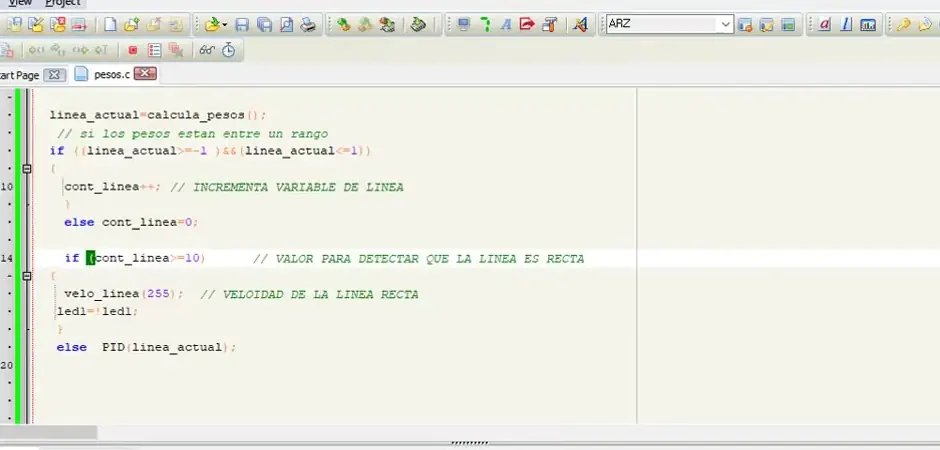 View Project
ARZ
art Page pesos.c
linea_actual=calcula_pesos();
// si los pesos estan entre un rango
if ((linea_actual>=-1 )&&(linea_actual<=1))
{
10 cont_linea++; // INCREMENTA VARIABLE DE LINEA
}
else cont_linea=0;
14 if (cont_linea>=10) // VALOR PARA DETECTAR QUE LA LINEA ES RECTA
{
velo_linea(255); // VELOIDAD DE LA LINEA RECTA
led1=!led1;
}
else PID(linea_actual);
20